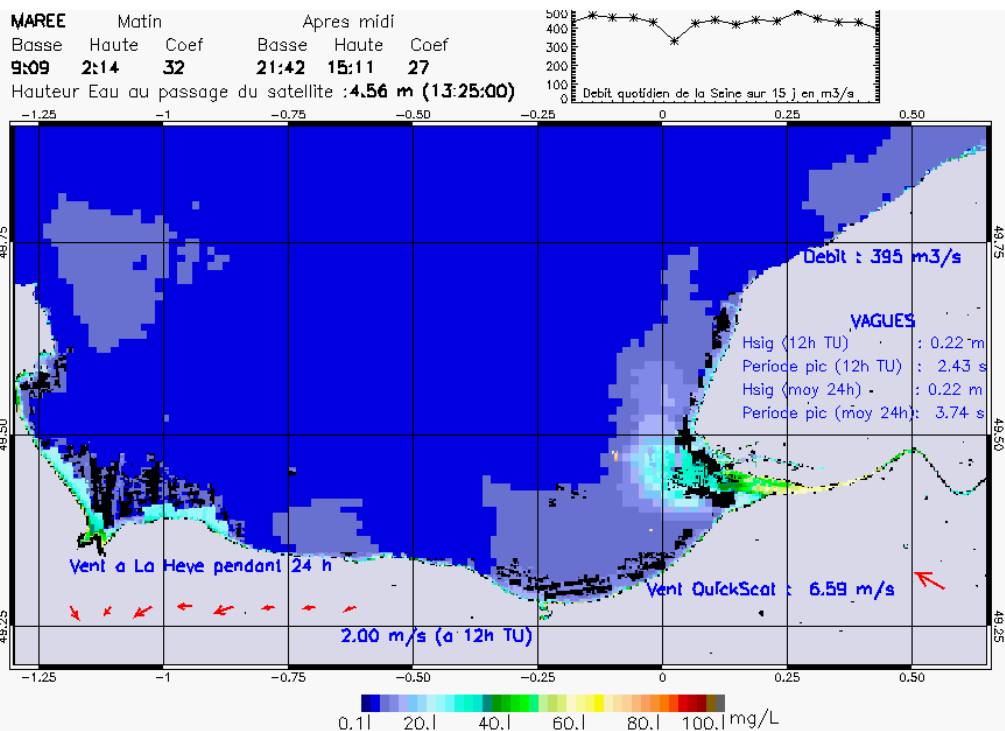 MAREE Matin Apres midi
Basse Haute Coef Basse Haute Coef
9:09 2:14 32 21:42 15:11 27
Hauteur Eau au passage du satellite :4.56 m (13:25:00)
500
400
300
200
100
0
Debit quotidien de la Seine sur 15 j en m3/s
-1.25 -1 -0.75 -0.50 -0.25 0 0.25 0.50
49.75 49.75
Debit : 395 m3/s
VAGUES
Hsig (12h TU) : 0.22 m
Periode pic (12h TU) : 2.43 s
Hsig (moy 24h) - : 0.22 m
Periode pic (moy 24h): 3.74 s
49.50 49.50
Vent a La Heve pendant 24 h
Vent QuickScat : 6.59 m/s
49.25 49.25
2.00 m/s (a 12h TU)
-1.25 -1 -0.75 -0.50 -0.25 0 0.25 0.50
0.1| 20.| 40.| 60.| 80.| 100.| mg/L